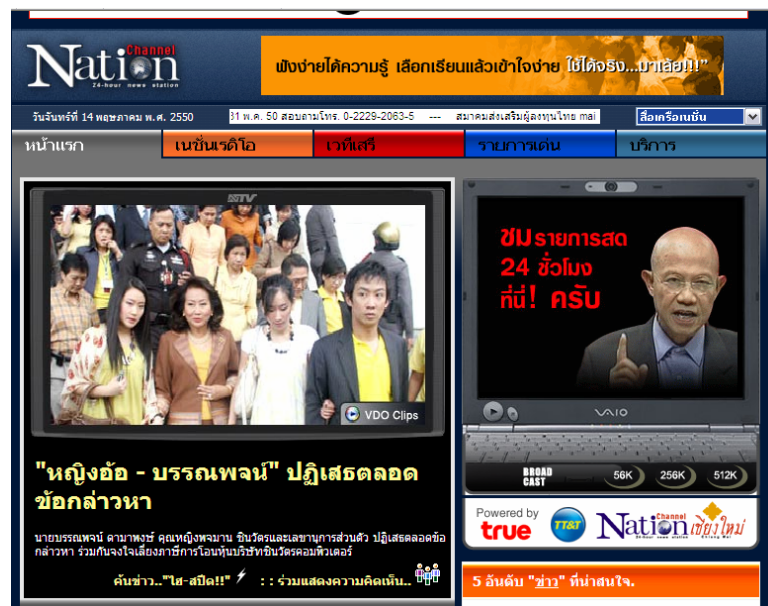 Nation
Channel
24-hour news station
ฟังง่ายได้ความรู้ เลือกเรียนแล้วเข้าใจง่าย ใช้ได้จริง...มาเล้ย!!!”
วันจันทร์ที่ 14 พฤษภาคม พ.ศ. 2550
31 พ.ค. 50 สอบถามโทร. 0-2229-2063-5 --- สมาคมส่งเสริมผู้ลงทุนไทย mai
สื่อเครือเนชั่น
หน้าแรก
เนชั่นเรดิโอ
เวทีเสรี
รายการเด่น
บริการ
VDO Clips
ชมรายการสด
24 ชั่วโมง
ที่นี่! ครับ
VAIO
BROAD
CAST
56K
256K
512K
"หญิงอ้อ - บรรณพจน์" ปฏิเสธตลอด
ข้อกล่าวหา
นายบรรณพจน์ ดามาพงษ์ คุณหญิงพจมาน ชินวัตรและเลขานุการส่วนตัว ปฏิเสธตลอดข้อ
กล่าวหา ร่วมกันจงใจเลี่ยงภาษีการโอนหุ้นบริษัทชินวัตรคอมพิวเตอร์
ค้นข่าว.."ไฮ-สปีด!!"
: : ร่วมแสดงความคิดเห็น..
Powered by
true
TT&T
Nation
Channel
เชียงใหม่
5 อันดับ "ข่าว" ที่น่าสนใจ.